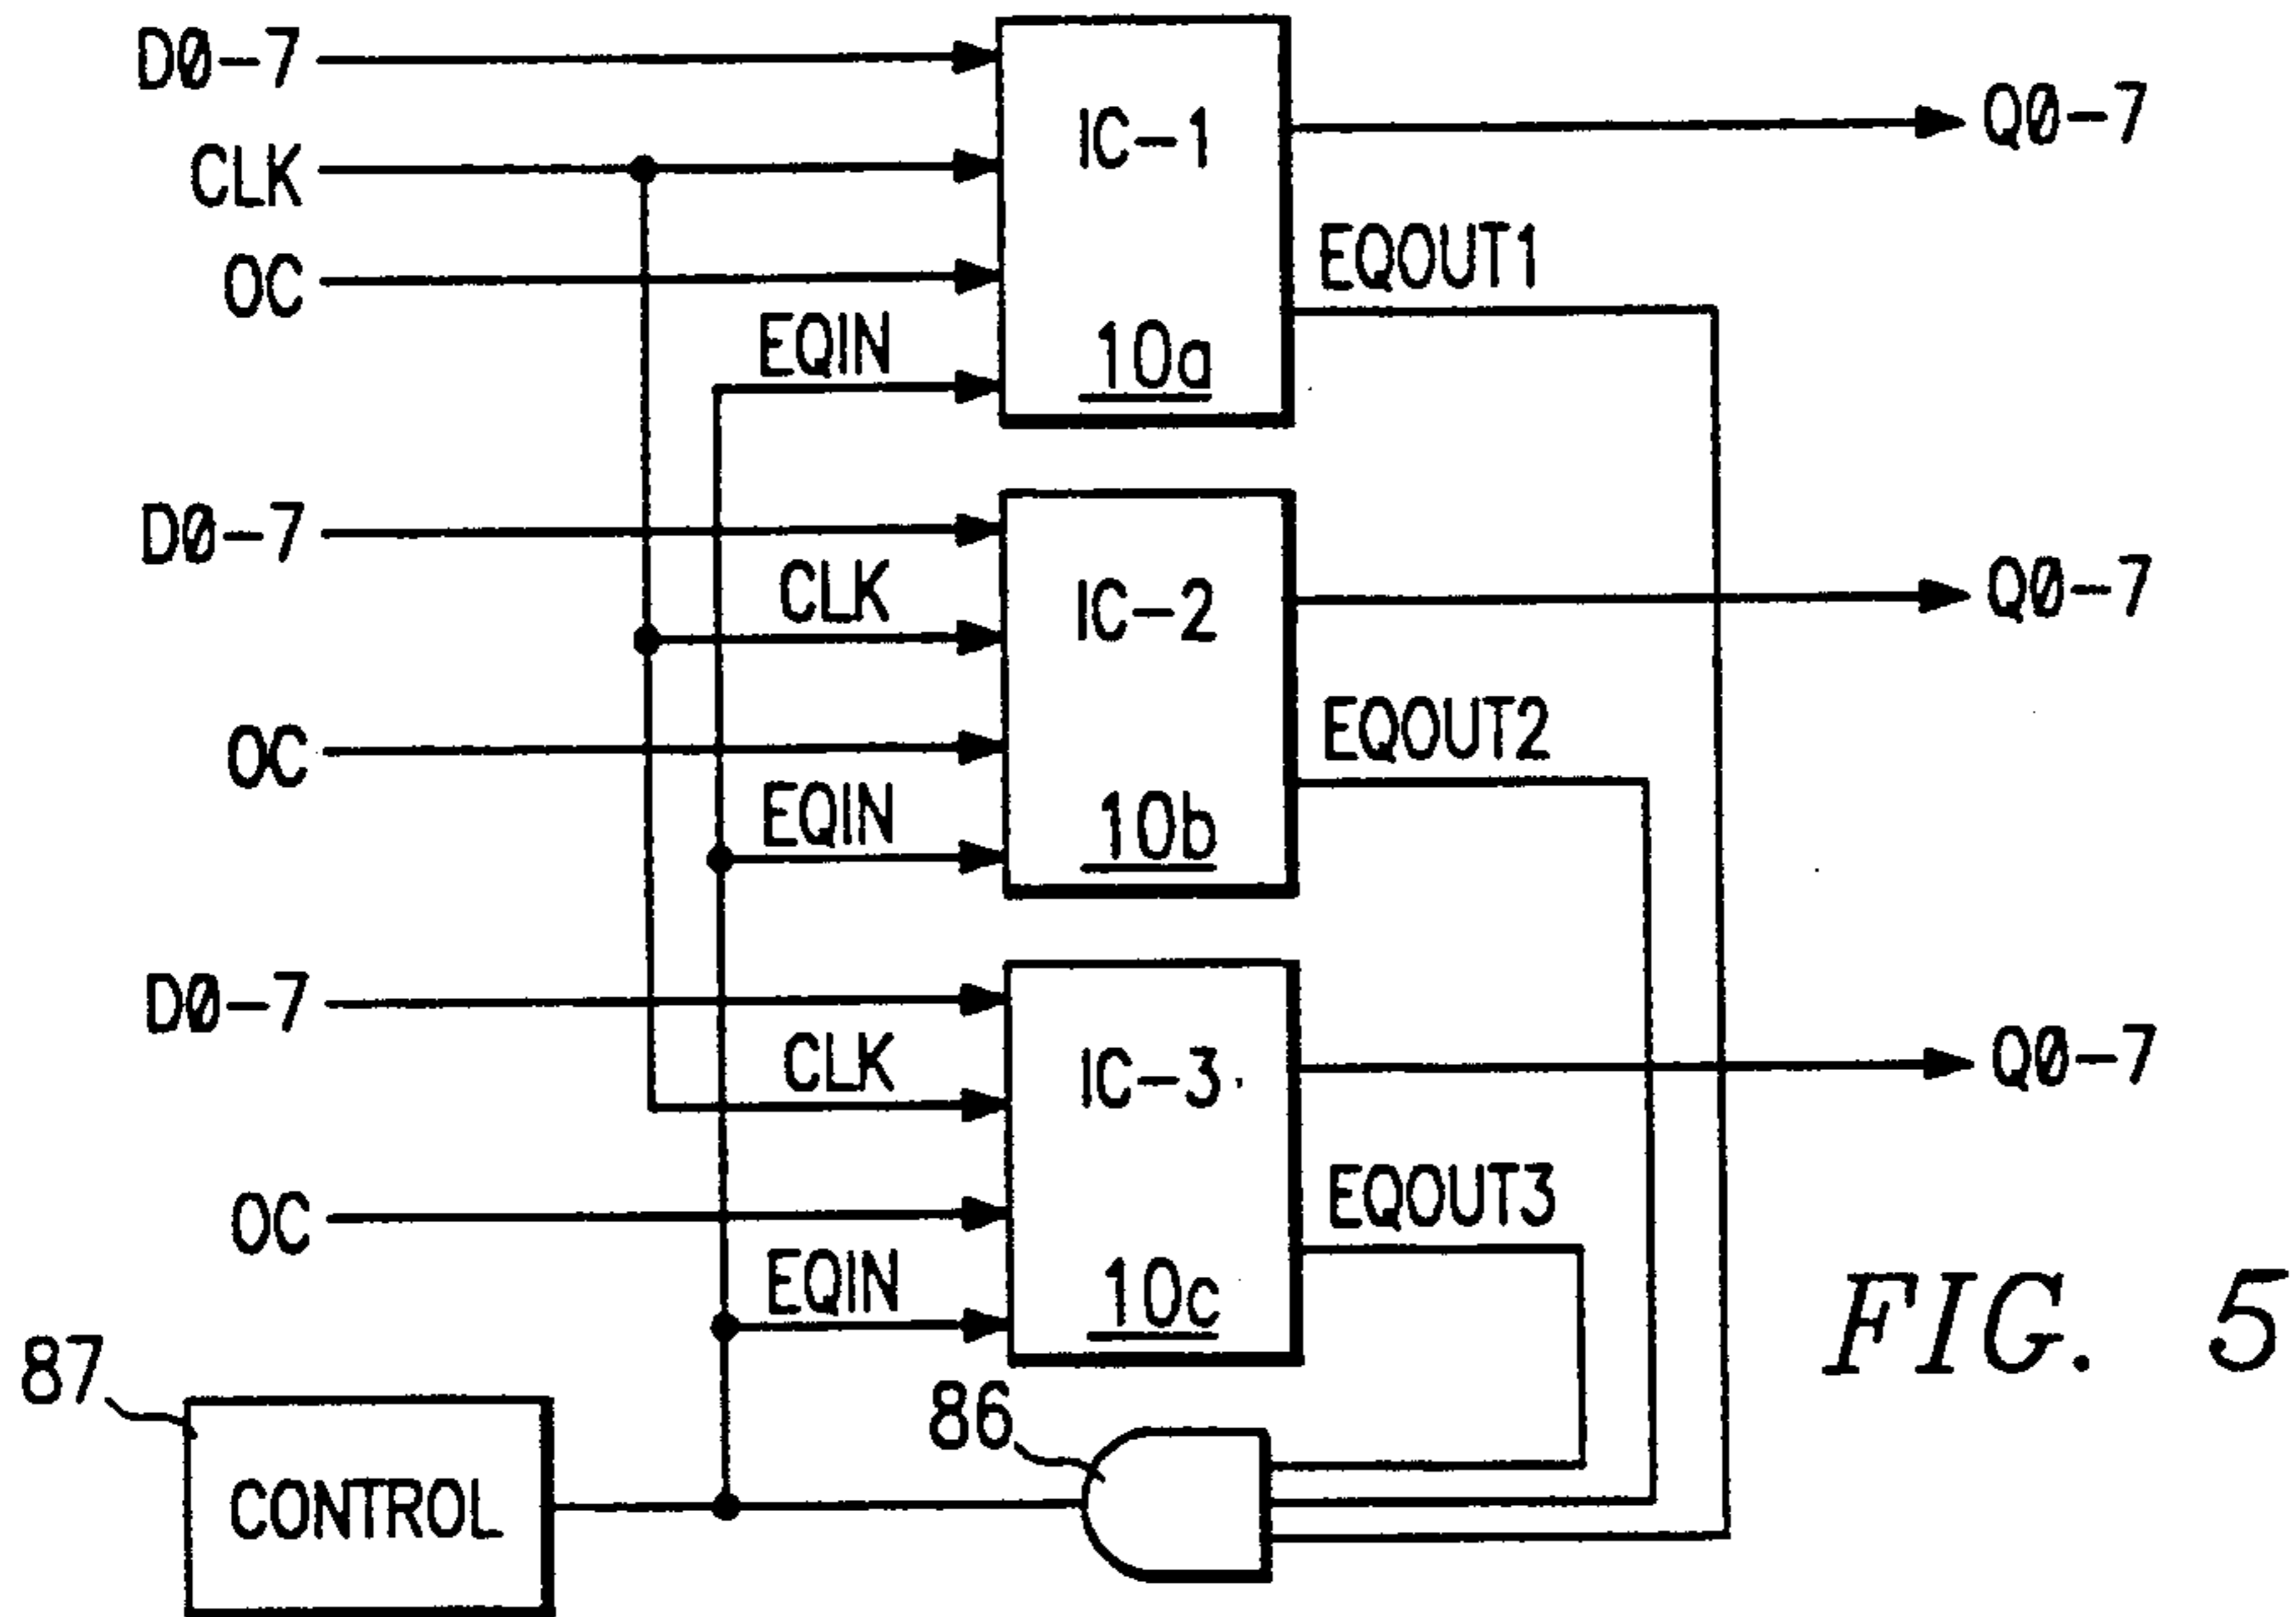 D0-7
CLK
OC
EQIN
IC-1
10a
Q0-7
EQOUT1
D0-7
CLK
OC
EQIN
IC-2
10b
Q0-7
EQOUT2
D0-7
CLK
OC
EQIN
IC-3
10c
Q0-7
EQOUT3
87
CONTROL
86
FIG. 5